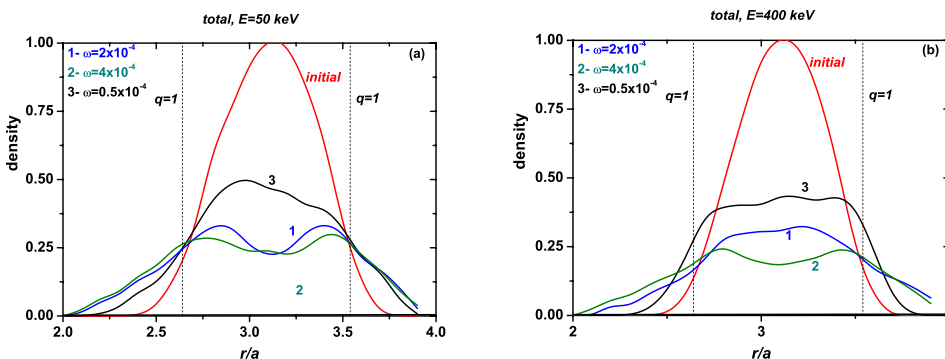 total, E=50 keV
1.00
0.75
0.50
0.25
0.00
density
1- ω=2x10⁻⁴
2- ω=4x10⁻⁴
3- ω=0.5x10⁻⁴
(a)
initial
q=1
q=1
3
1
2
2.0 2.5 3.0 3.5 4.0
r/a
total, E=400 keV
1.00
0.75
0.50
0.25
0.00
density
1- ω=2x10⁻⁴
2- ω=4x10⁻⁴
3- ω=0.5x10⁻⁴
(b)
initial
q=1
q=1
3
1
2
2 3
r/a